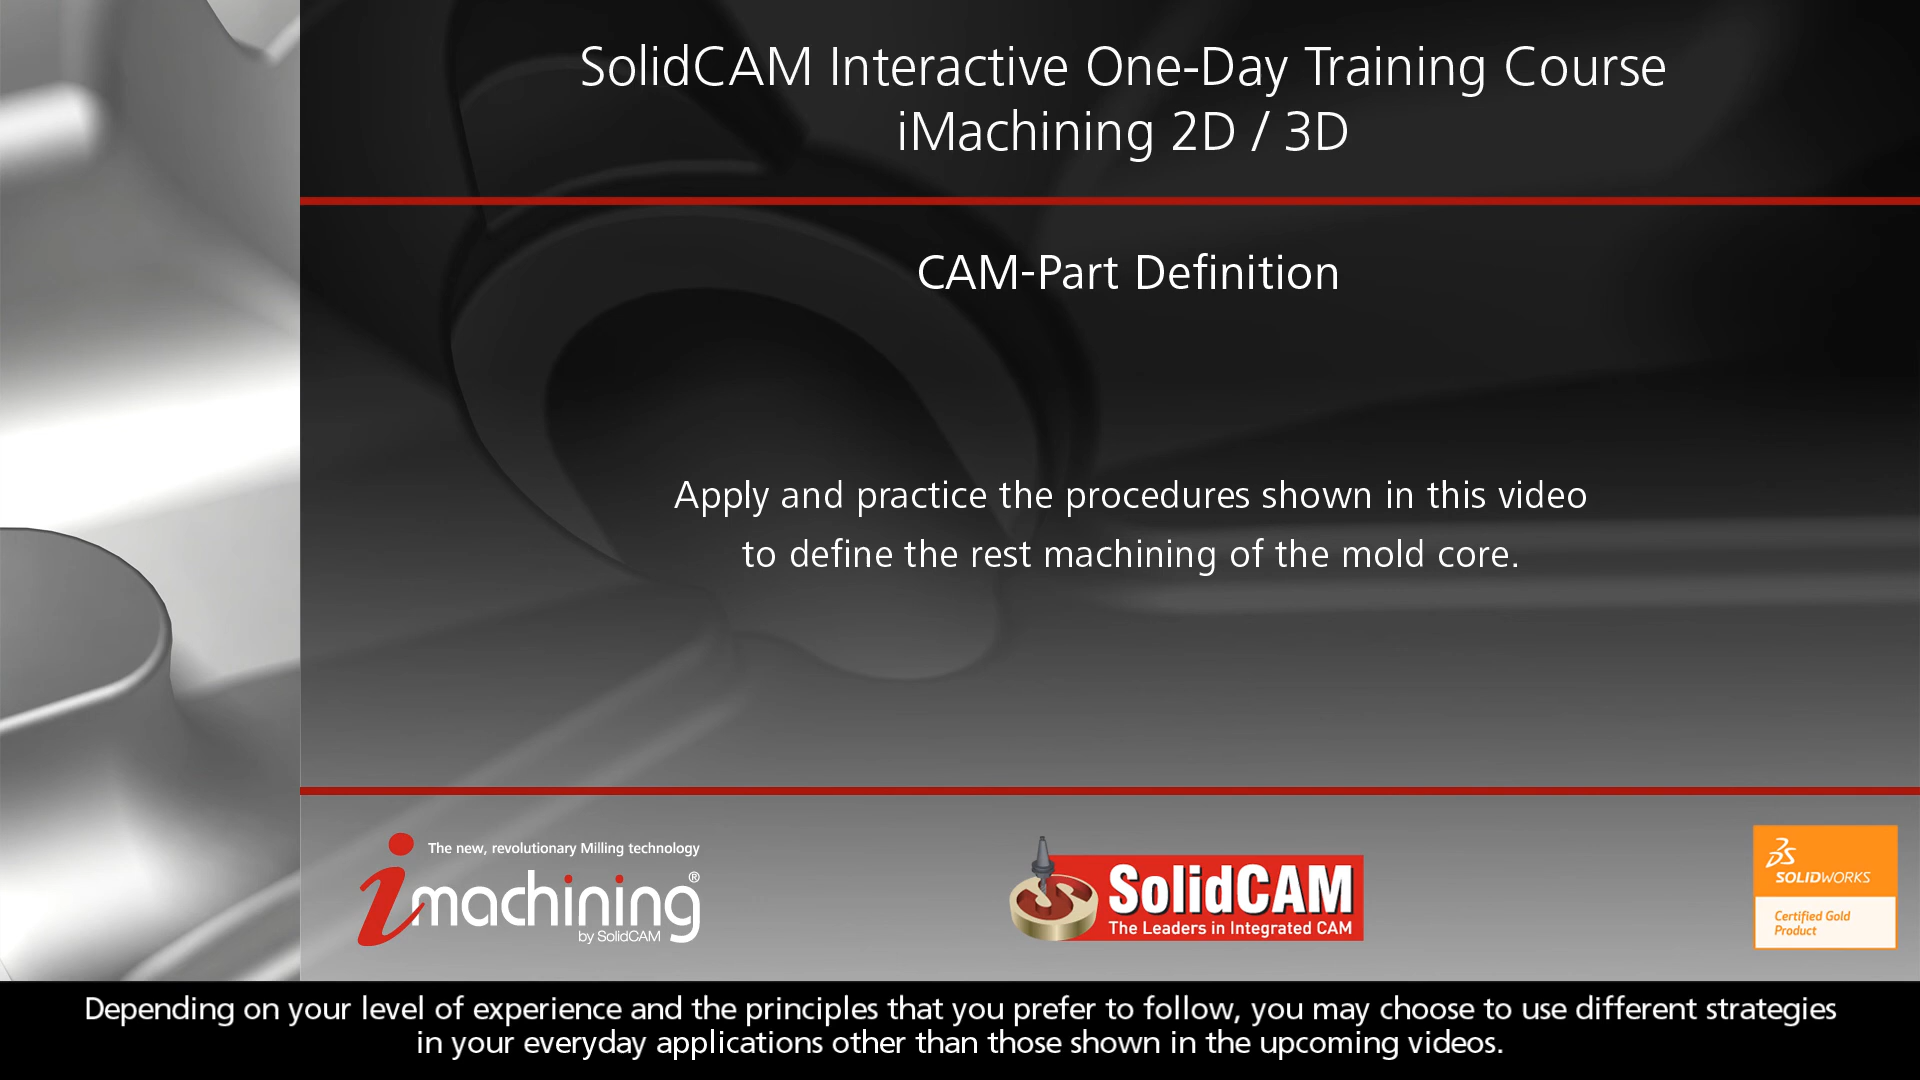 SolidCAM Interactive One-Day Training Course
iMachining 2D / 3D
CAM-Part Definition
Apply and practice the procedures shown in this video
to define the rest machining of the mold core.
The new, revolutionary Milling technology
imachining®
by SolidCAM
SolidCAM
The Leaders in Integrated CAM
3DS
SOLIDWORKS
Certified Gold
Product
Depending on your level of experience and the principles that you prefer to follow, you may choose to use different strategies
in your everyday applications other than those shown in the upcoming videos.